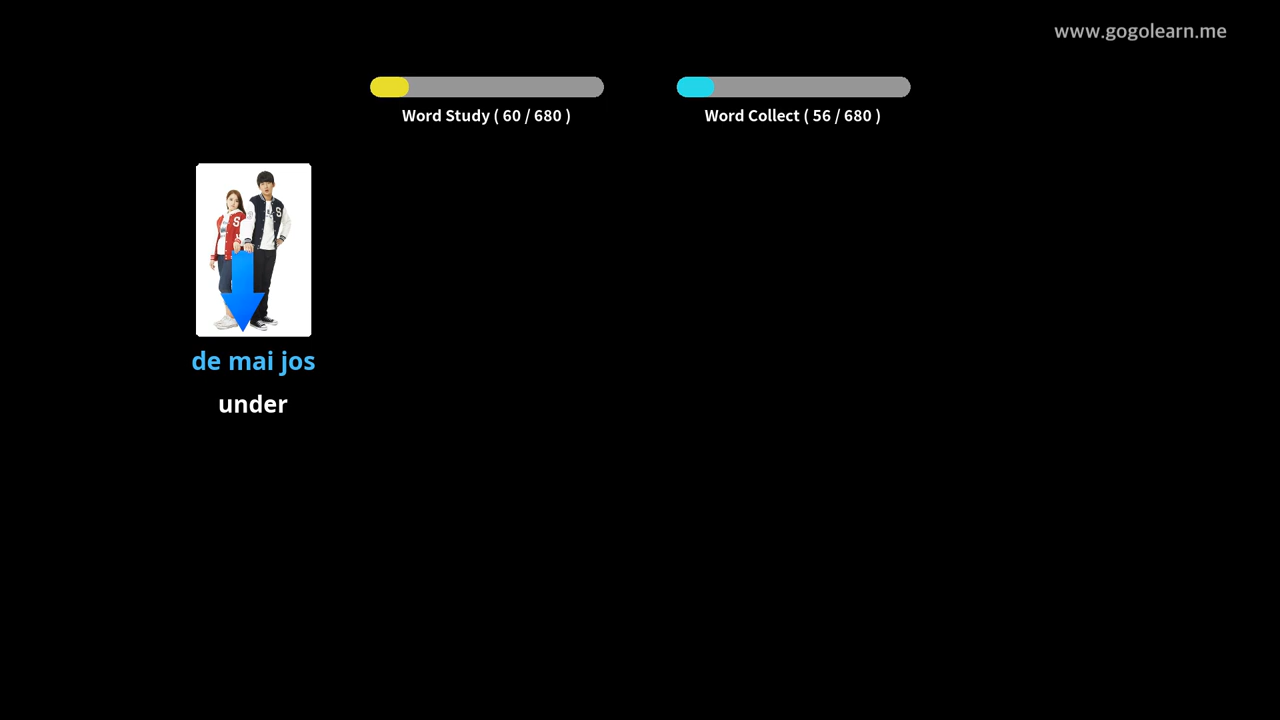 www.gogolearn.me
Word Study ( 60 / 680 )
Word Collect ( 56 / 680 )
S
S
de mai jos
under